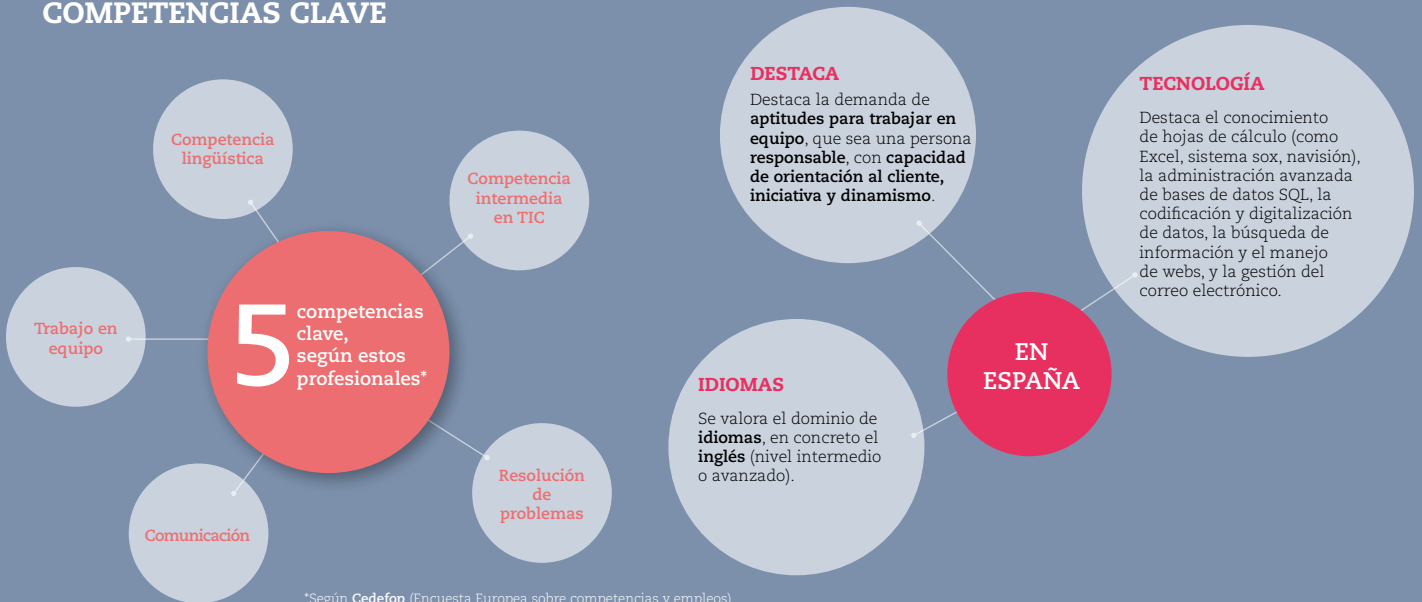 COMPETENCIAS CLAVE
Competencia
lingüística
Competencia
intermedia
en TIC
5
competencias
clave,
según estos
profesionales*
Trabajo en
equipo
Comunicación
Resolución
de
problemas
DESTACA
Destaca la demanda de
aptitudes para trabajar en
equipo, que sea una persona
responsable, con capacidad
de orientación al cliente,
iniciativa y dinamismo.
TECNOLOGÍA
Destaca el conocimiento
de hojas de cálculo (como
Excel, sistema sox, navisión),
la administración avanzada
de bases de datos SQL, la
codificación y digitalización
de datos, la búsqueda de
información y el manejo
de webs, y la gestión del
correo electrónico.
EN
ESPAÑA
IDIOMAS
Se valora el dominio de
idiomas, en concreto el
inglés (nivel intermedio
o avanzado).
*Según Cedefop (Encuesta Europea sobre competencias y empleos)